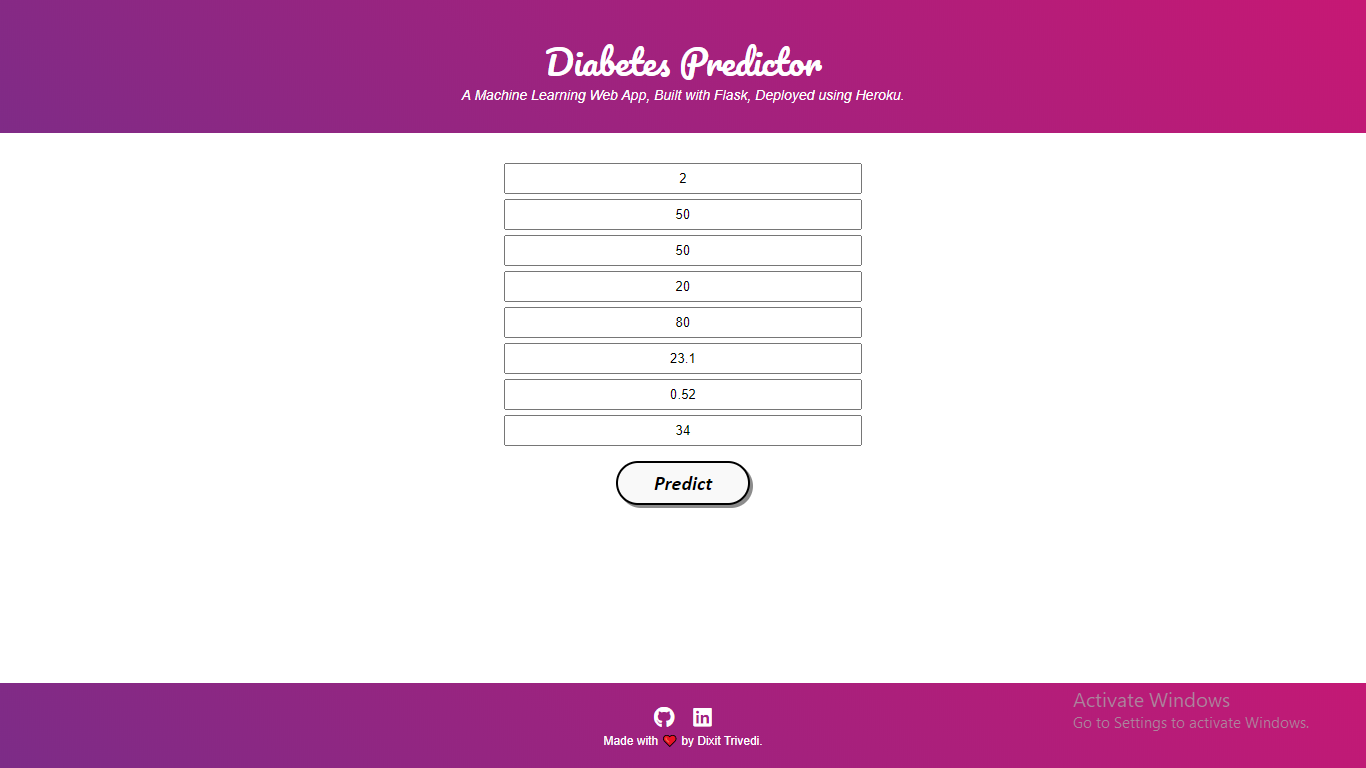 Diabetes Predictor
A Machine Learning Web App, Built with Flask, Deployed using Heroku.
2
50
50
20
80
23.1
0.52
34
Predict
Activate Windows
Go to Settings to activate Windows.
Made with ❤️ by Dixit Trivedi.